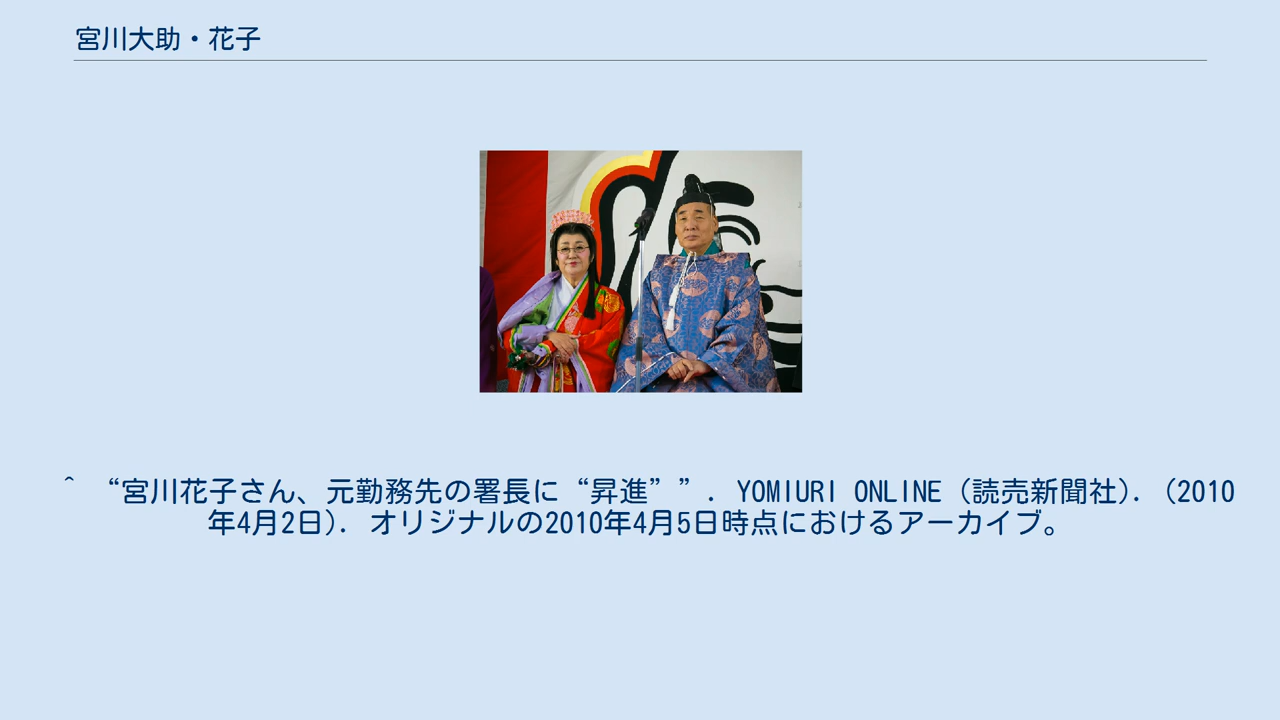 宮川大助・花子
^ “宮川花子さん、元勤務先の署長に“昇進””. YOMIURI ONLINE (読売新聞社). (2010
年4月2日). オリジナルの2010年4月5日時点におけるアーカイブ。